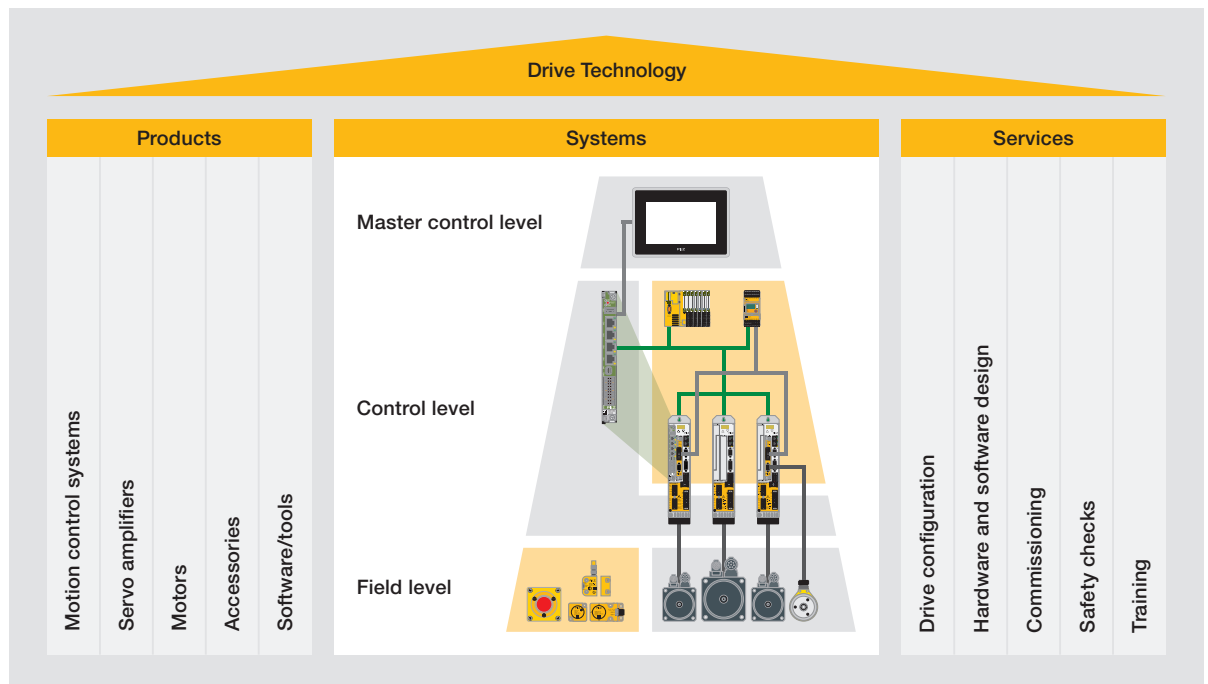 Drive Technology
Products
Systems
Services
Motion control systems
Servo amplifiers
Motors
Accessories
Software/tools
Master control level
Control level
Field level
Drive configuration
Hardware and software design
Commissioning
Safety checks
Training